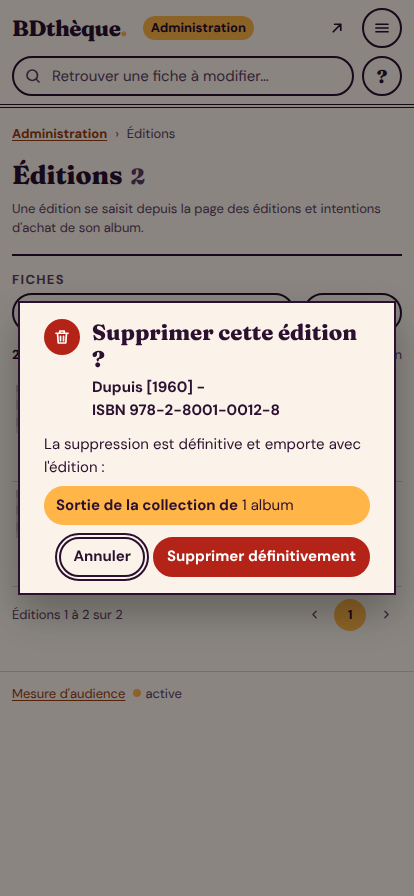 BDthèque.
Administration
Retrouver une fiche à modifier...
?
Administration › Éditions
Éditions 2
Une édition se saisit depuis la page des éditions et intentions
d'achat de son album.
FICHES
Supprimer cette édition
?
Dupuis [1960] -
ISBN 978-2-8001-0012-8
La suppression est définitive et emporte avec
l'édition :
Sortie de la collection de 1 album
Annuler
Supprimer définitivement
Éditions 1 à 2 sur 2
‹ 1 ›
Mesure d'audience active